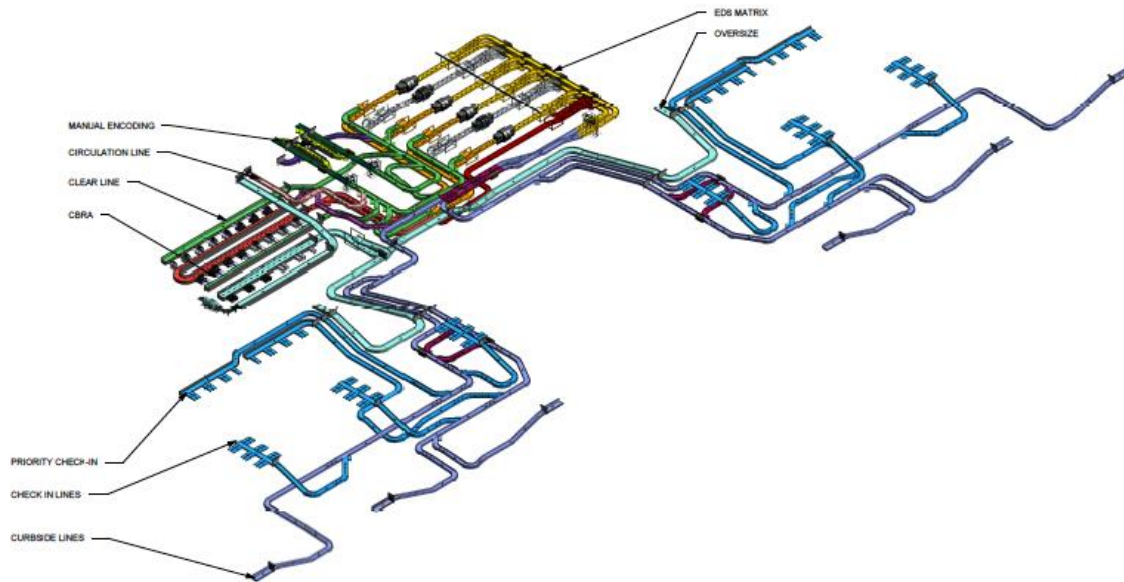 EDS MATRIX
OVERSIZE
MANUAL ENCODING
CIRCULATION LINE
CLEAR LINE
CBRA
PRIORITY CHECK-IN
CHECK IN LINES
CURBSIDE LINES